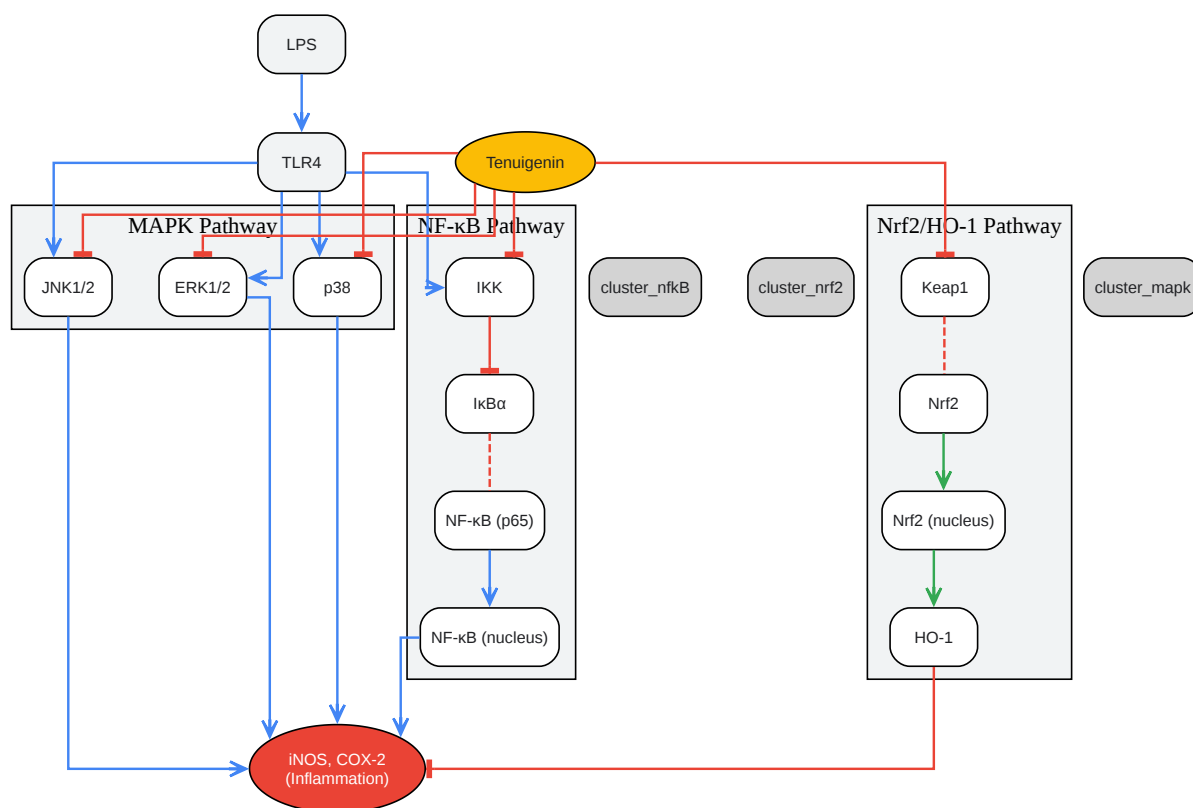 LPS
TLR4
Tenuigenin
MAPK Pathway
NF-κB Pathway
Nrf2/HO-1 Pathway
JNK1/2
ERK1/2
p38
IKK
cluster_nfkB
cluster_nrf2
Keap1
cluster_mapk
IκBα
Nrf2
NF-κB (p65)
Nrf2 (nucleus)
NF-κB (nucleus)
HO-1
iNOS, COX-2
(Inflammation)